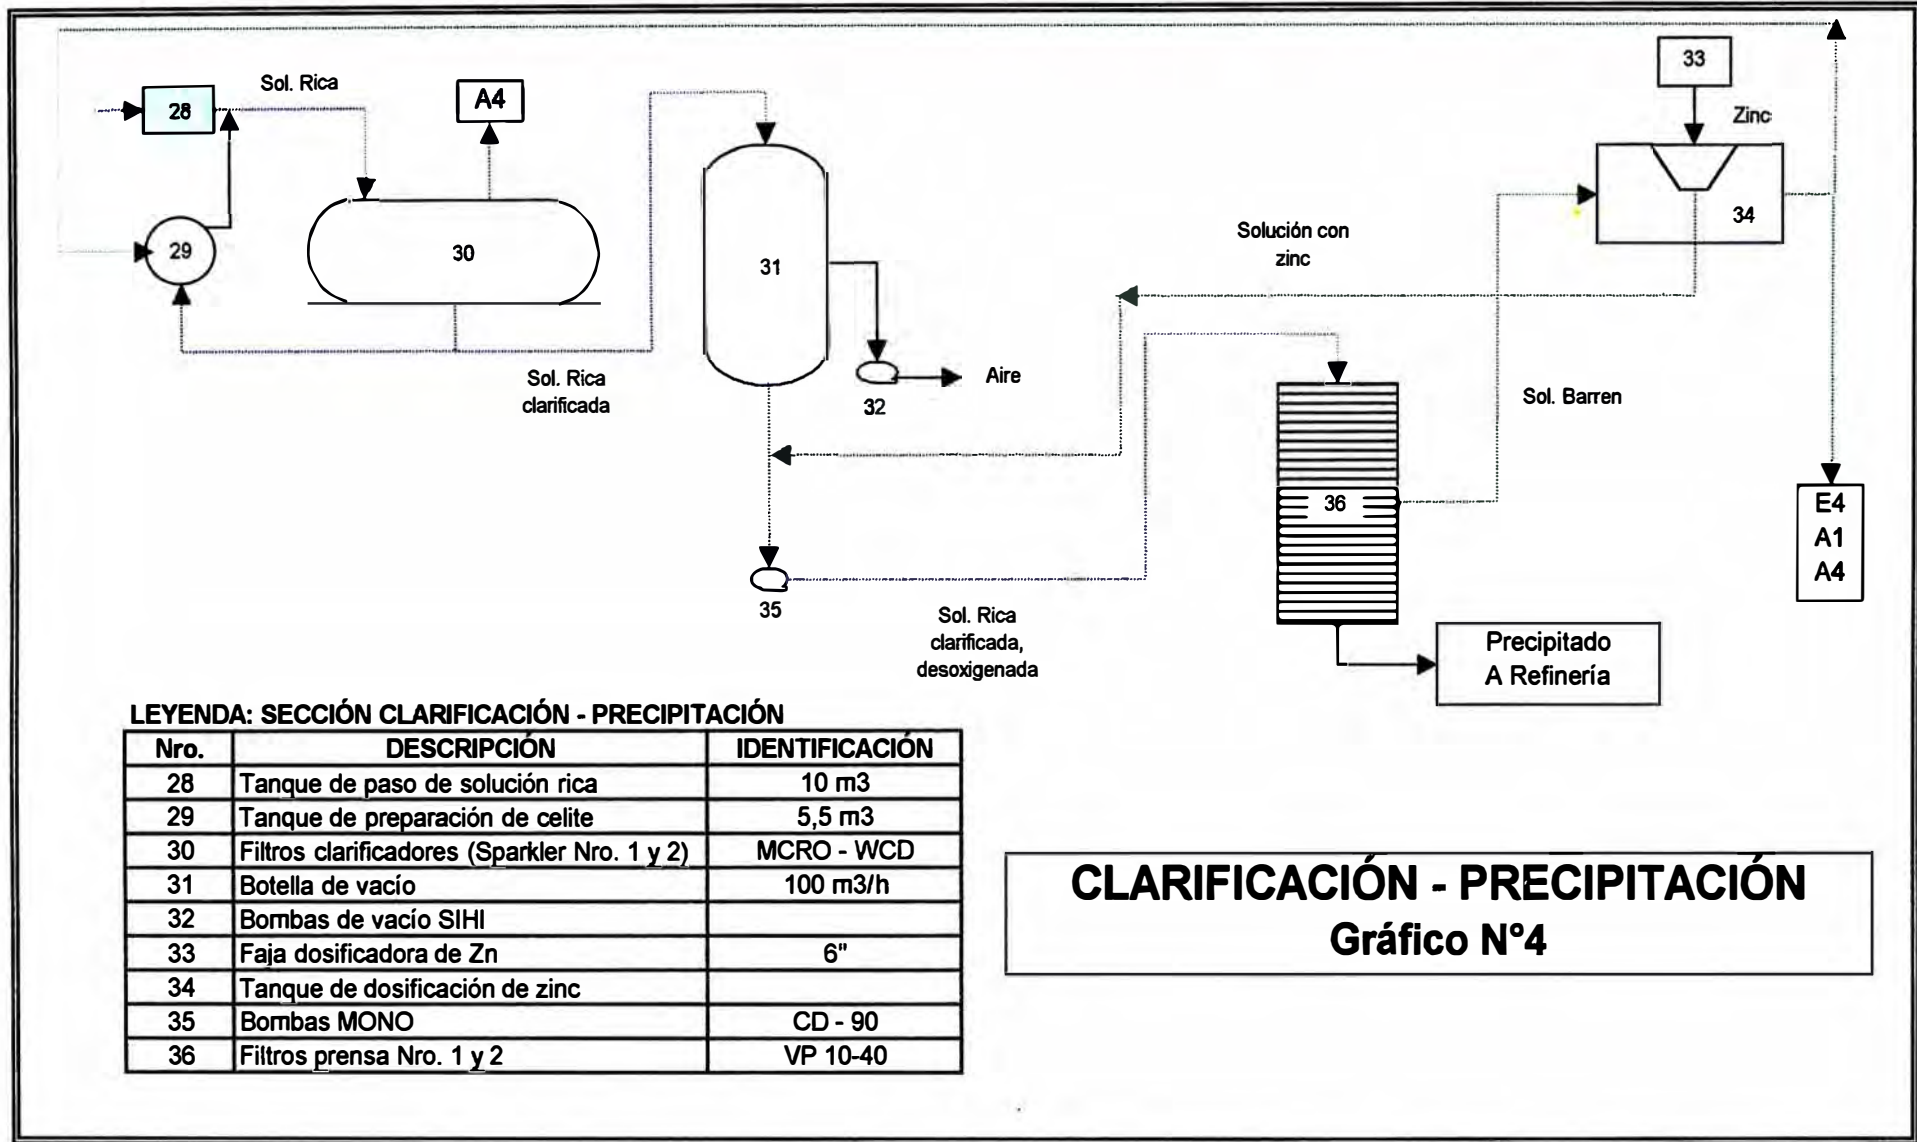 33
Sol. Rica
A4
28
Zinc
34
29
30
31
Solución con
zinc
Sol. Rica
clarificada
Aire
32
Sol. Barren
36
E4
A1
A4
35
Sol. Rica
clarificada,
desoxigenada
Precipitado
A Refinería
LEYENDA: SECCIÓN CLARIFICACIÓN - PRECIPITACIÓN
Nro. DESCRIPCIÓN IDENTIFICACIÓN
28 Tanque de paso de solución rica 10 m3
29 Tanque de preparación de celite 5,5 m3
30 Filtros clarificadores (Sparkler Nro. 1 y 2) MCRO - WCD
31 Botella de vacío 100 m3/h
32 Bombas de vacío SIHI
33 Faja dosificadora de Zn 6"
34 Tanque de dosificación de zinc
35 Bombas MONO CD - 90
36 Filtros prensa Nro. 1 y 2 VP 10-40
CLARIFICACIÓN - PRECIPITACIÓN
Gráfico N°4